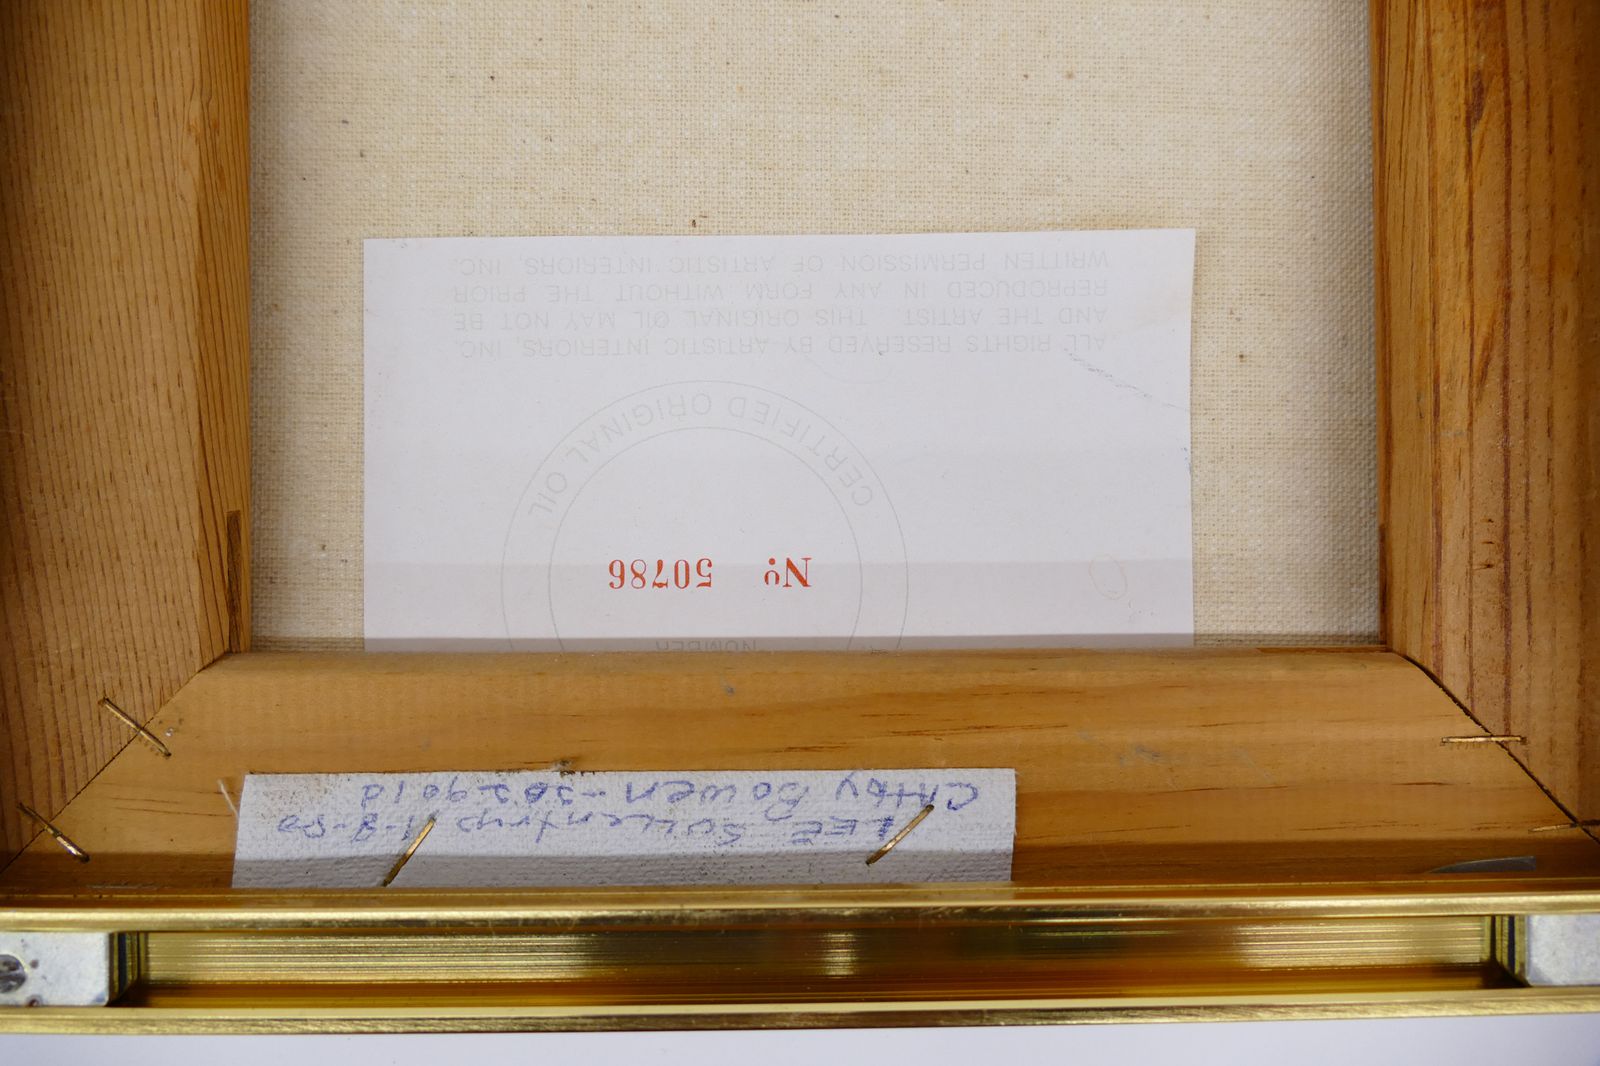 LEE
CATHY BOWEN
NUMBER
Nº 50786
CERTIFIED ORIGINAL OIL
ALL RIGHTS RESERVED BY ARTISTIC INTERIORS, INC.
AND THE ARTIST. THIS ORIGINAL OIL MAY NOT BE
REPRODUCED IN ANY FORM WITHOUT THE PRIOR
WRITTEN PERMISSION OF ARTISTIC INTERIORS, INC.